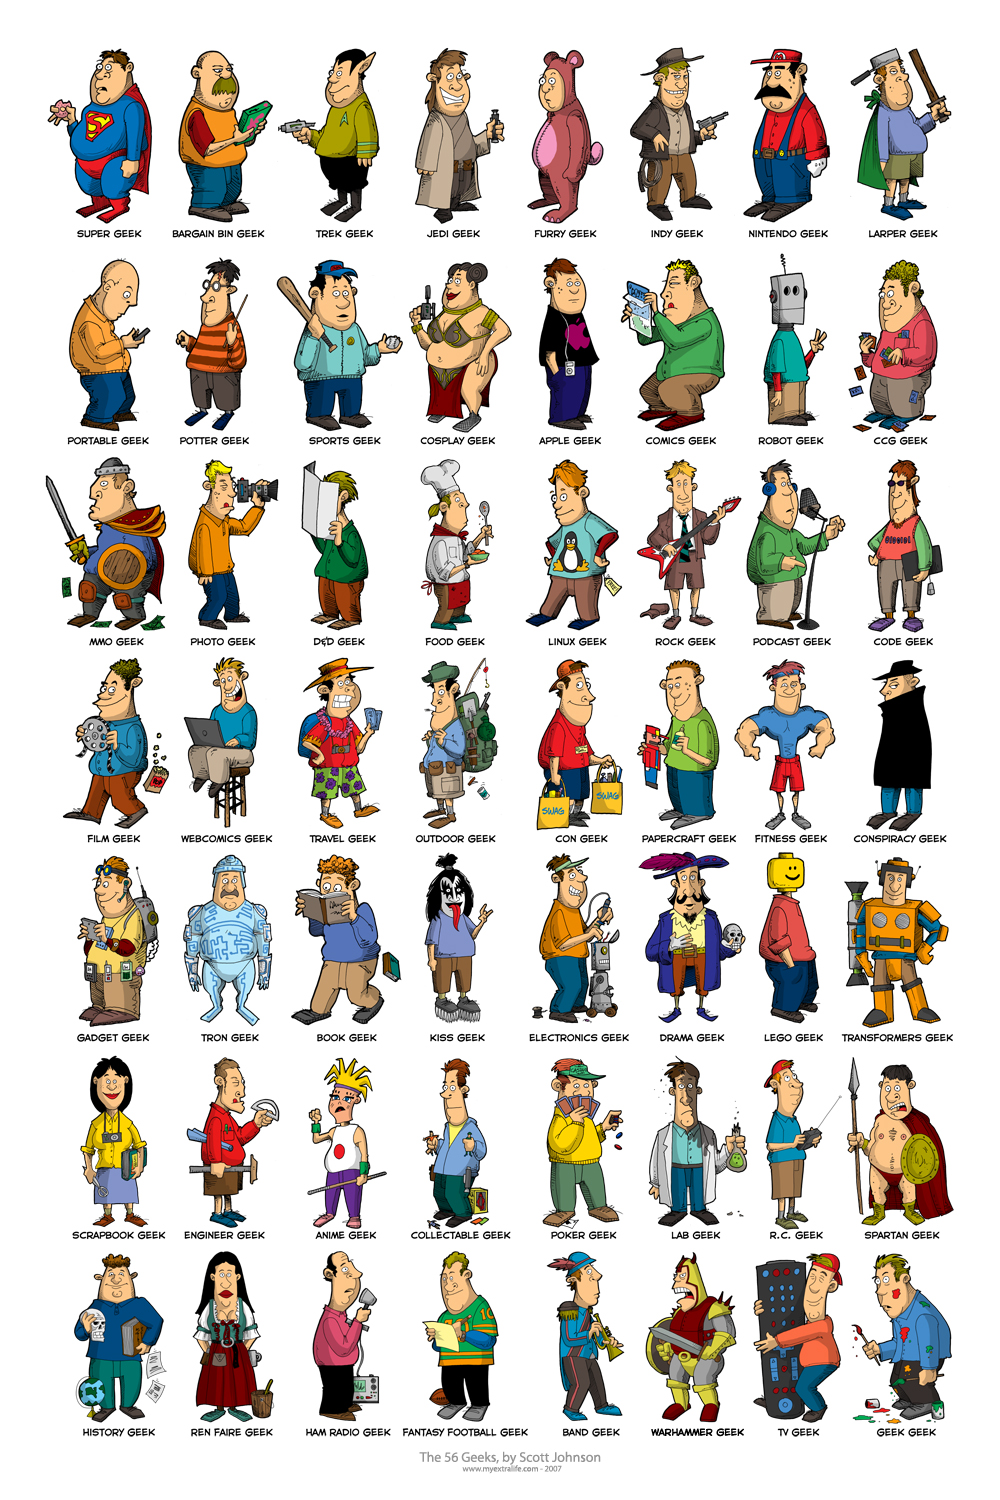 SUPER GEEK
BARGAIN BIN GEEK
TREK GEEK
JEDI GEEK
FURRY GEEK
INDY GEEK
NINTENDO GEEK
LARPER GEEK
PORTABLE GEEK
POTTER GEEK
SPORTS GEEK
COSPLAY GEEK
APPLE GEEK
COMICS GEEK
ROBOT GEEK
CCG GEEK
MMO GEEK
PHOTO GEEK
D&D GEEK
FOOD GEEK
LINUX GEEK
ROCK GEEK
PODCAST GEEK
CODE GEEK
SWAG
SWAG
FILM GEEK
WEBCOMICS GEEK
TRAVEL GEEK
OUTDOOR GEEK
CON GEEK
PAPERCRAFT GEEK
FITNESS GEEK
CONSPIRACY GEEK
GADGET GEEK
TRON GEEK
BOOK GEEK
KISS GEEK
ELECTRONICS GEEK
DRAMA GEEK
LEGO GEEK
TRANSFORMERS GEEK
SCRAPBOOK GEEK
ENGINEER GEEK
ANIME GEEK
COLLECTABLE GEEK
POKER GEEK
LAB GEEK
R.C. GEEK
SPARTAN GEEK
HISTORY GEEK
REN FAIRE GEEK
HAM RADIO GEEK
FANTASY FOOTBALL GEEK
BAND GEEK
WARHAMMER GEEK
TV GEEK
GEEK GEEK
The 56 Geeks, by Scott Johnson
www.myextralife.com - 2007